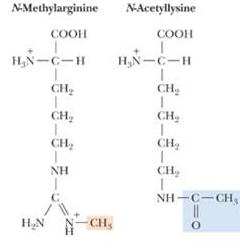 N-Methylarginine N-Acetyllysine
COOH COOH
H₃N⁺—C—H H₃N⁺—C—H
CH₂ CH₂
CH₂ CH₂
CH₂ CH₂
NH CH₂
C NH—C—CH₃
H₂N N⁺—CH₃ O
H